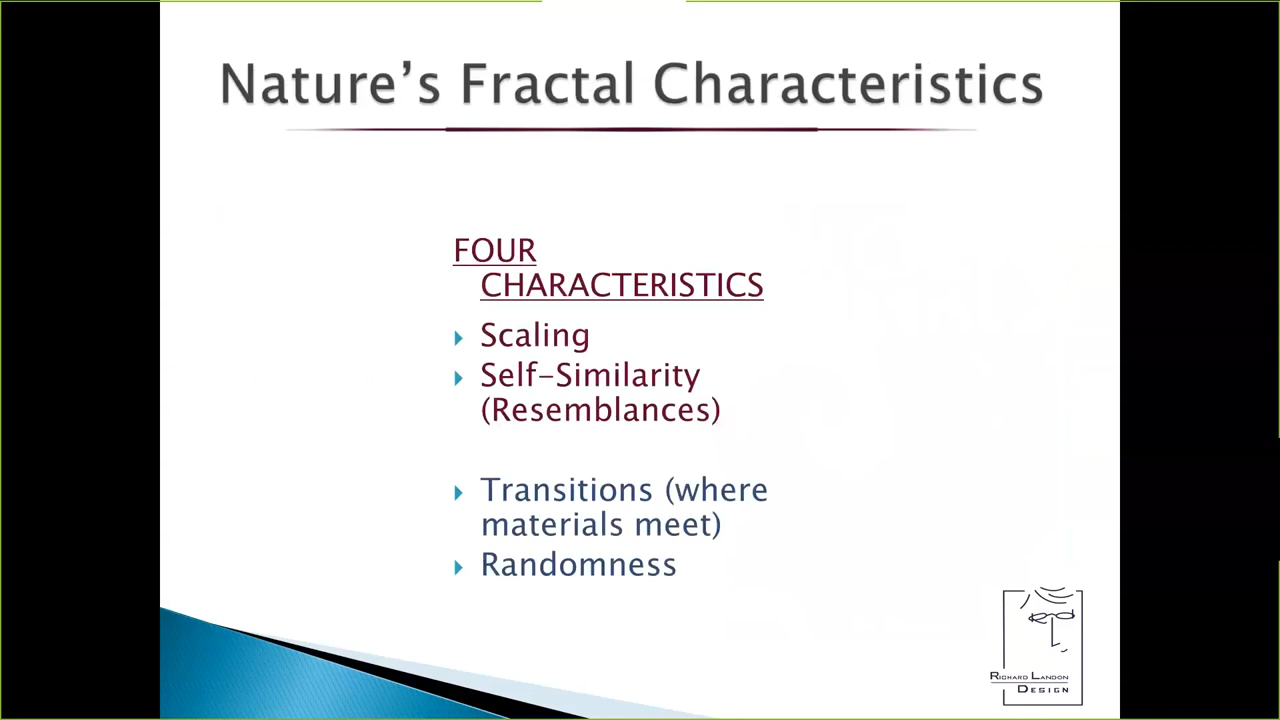 Nature's Fractal Characteristics
FOUR
CHARACTERISTICS
Scaling
Self-Similarity
(Resemblances)
Transitions (where
materials meet)
Randomness
RICHARD LANDON
DESIGN